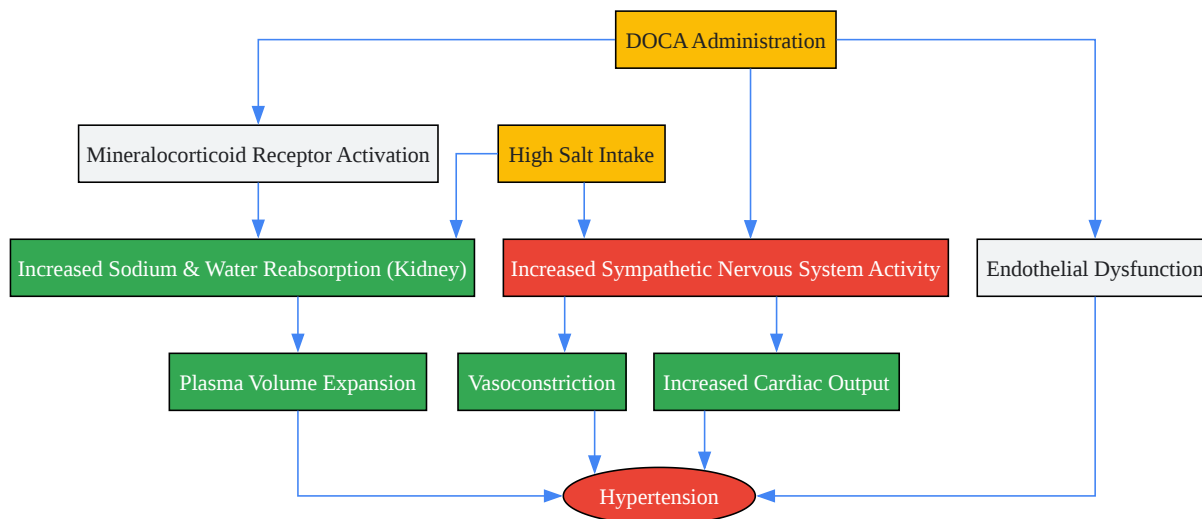 DOCA Administration
Mineralocorticoid Receptor Activation
High Salt Intake
Increased Sodium & Water Reabsorption (Kidney)
Increased Sympathetic Nervous System Activity
Endothelial Dysfunction
Plasma Volume Expansion
Vasoconstriction
Increased Cardiac Output
Hypertension